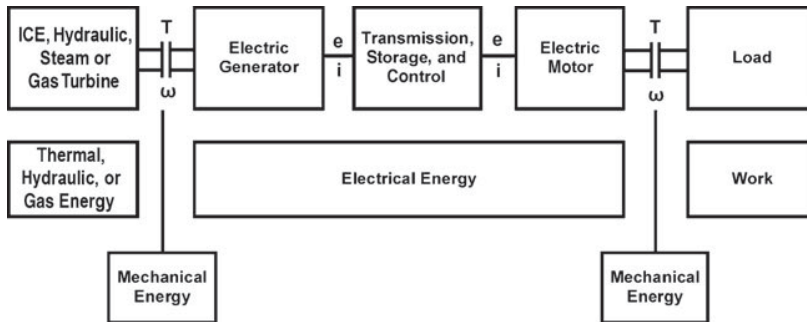 ICE, Hydraulic,
Steam or
Gas Turbine
T
ω
Electric
Generator
e
i
Transmission,
Storage, and
Control
e
i
Electric
Motor
T
ω
Load
Thermal,
Hydraulic, or
Gas Energy
Electrical Energy
Work
Mechanical
Energy
Mechanical
Energy